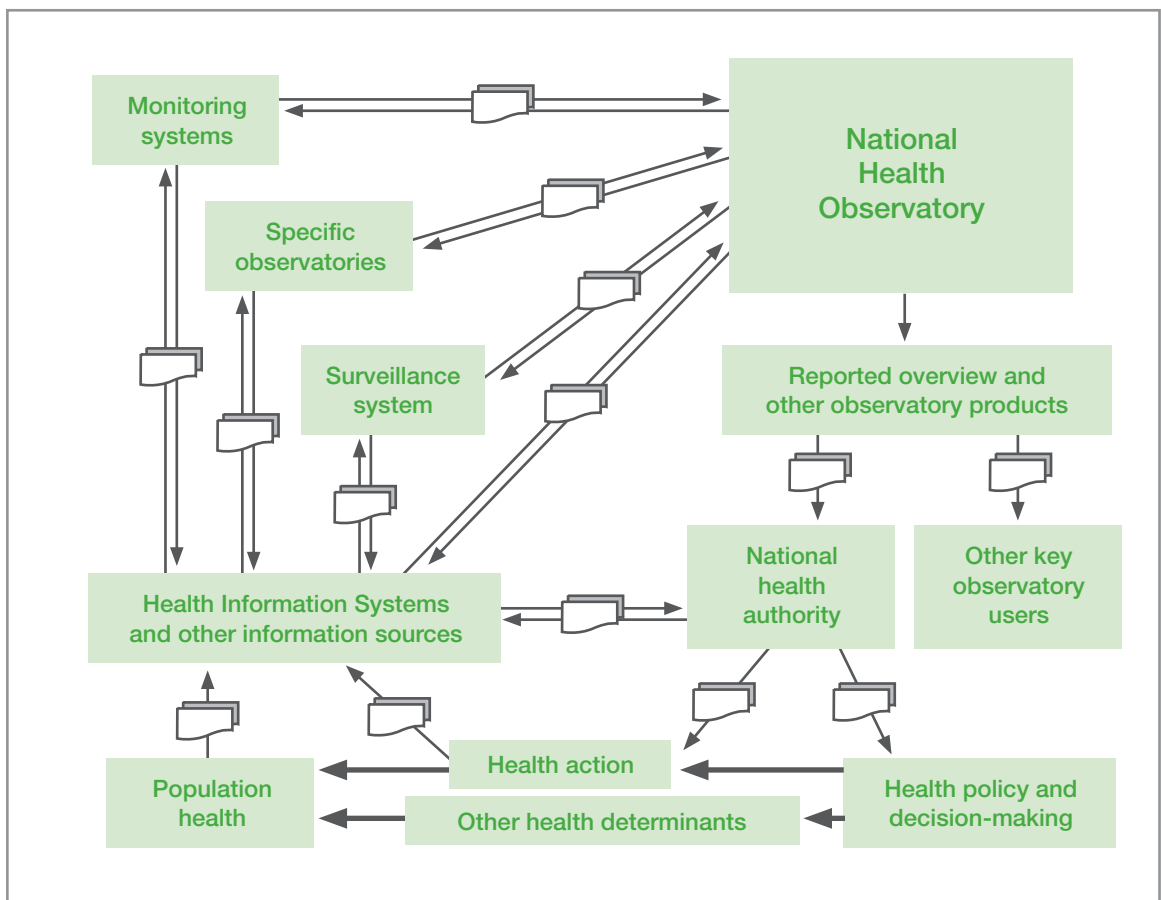 Monitoring
systems
National
Health
Observatory
Specific
observatories
Surveillance
system
Reported overview and
other observatory products
National
health
authority
Other key
observatory
users
Health Information Systems
and other information sources
Health action
Population
health
Other health determinants
Health policy and
decision-making